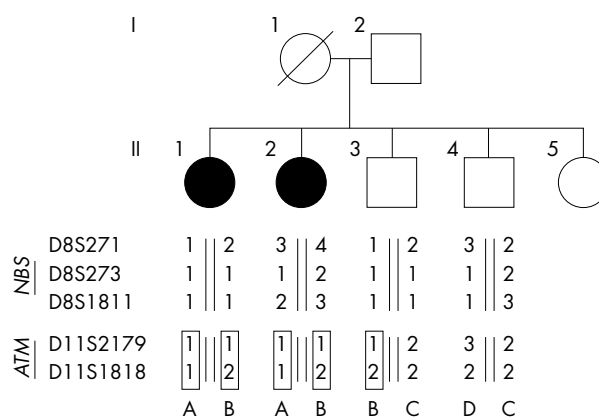 I 1 2
II 1 2 3 4 5
NBS
D8S271 1 2 3 4 1 2 3 2
D8S273 1 1 1 2 1 1 1 2
D8S1811 1 1 2 3 1 1 1 3
ATM
D11S2179 1 1 1 1 1 2 3 2
D11S1818 1 2 1 2 2 2 2 2
A B A B B C D C